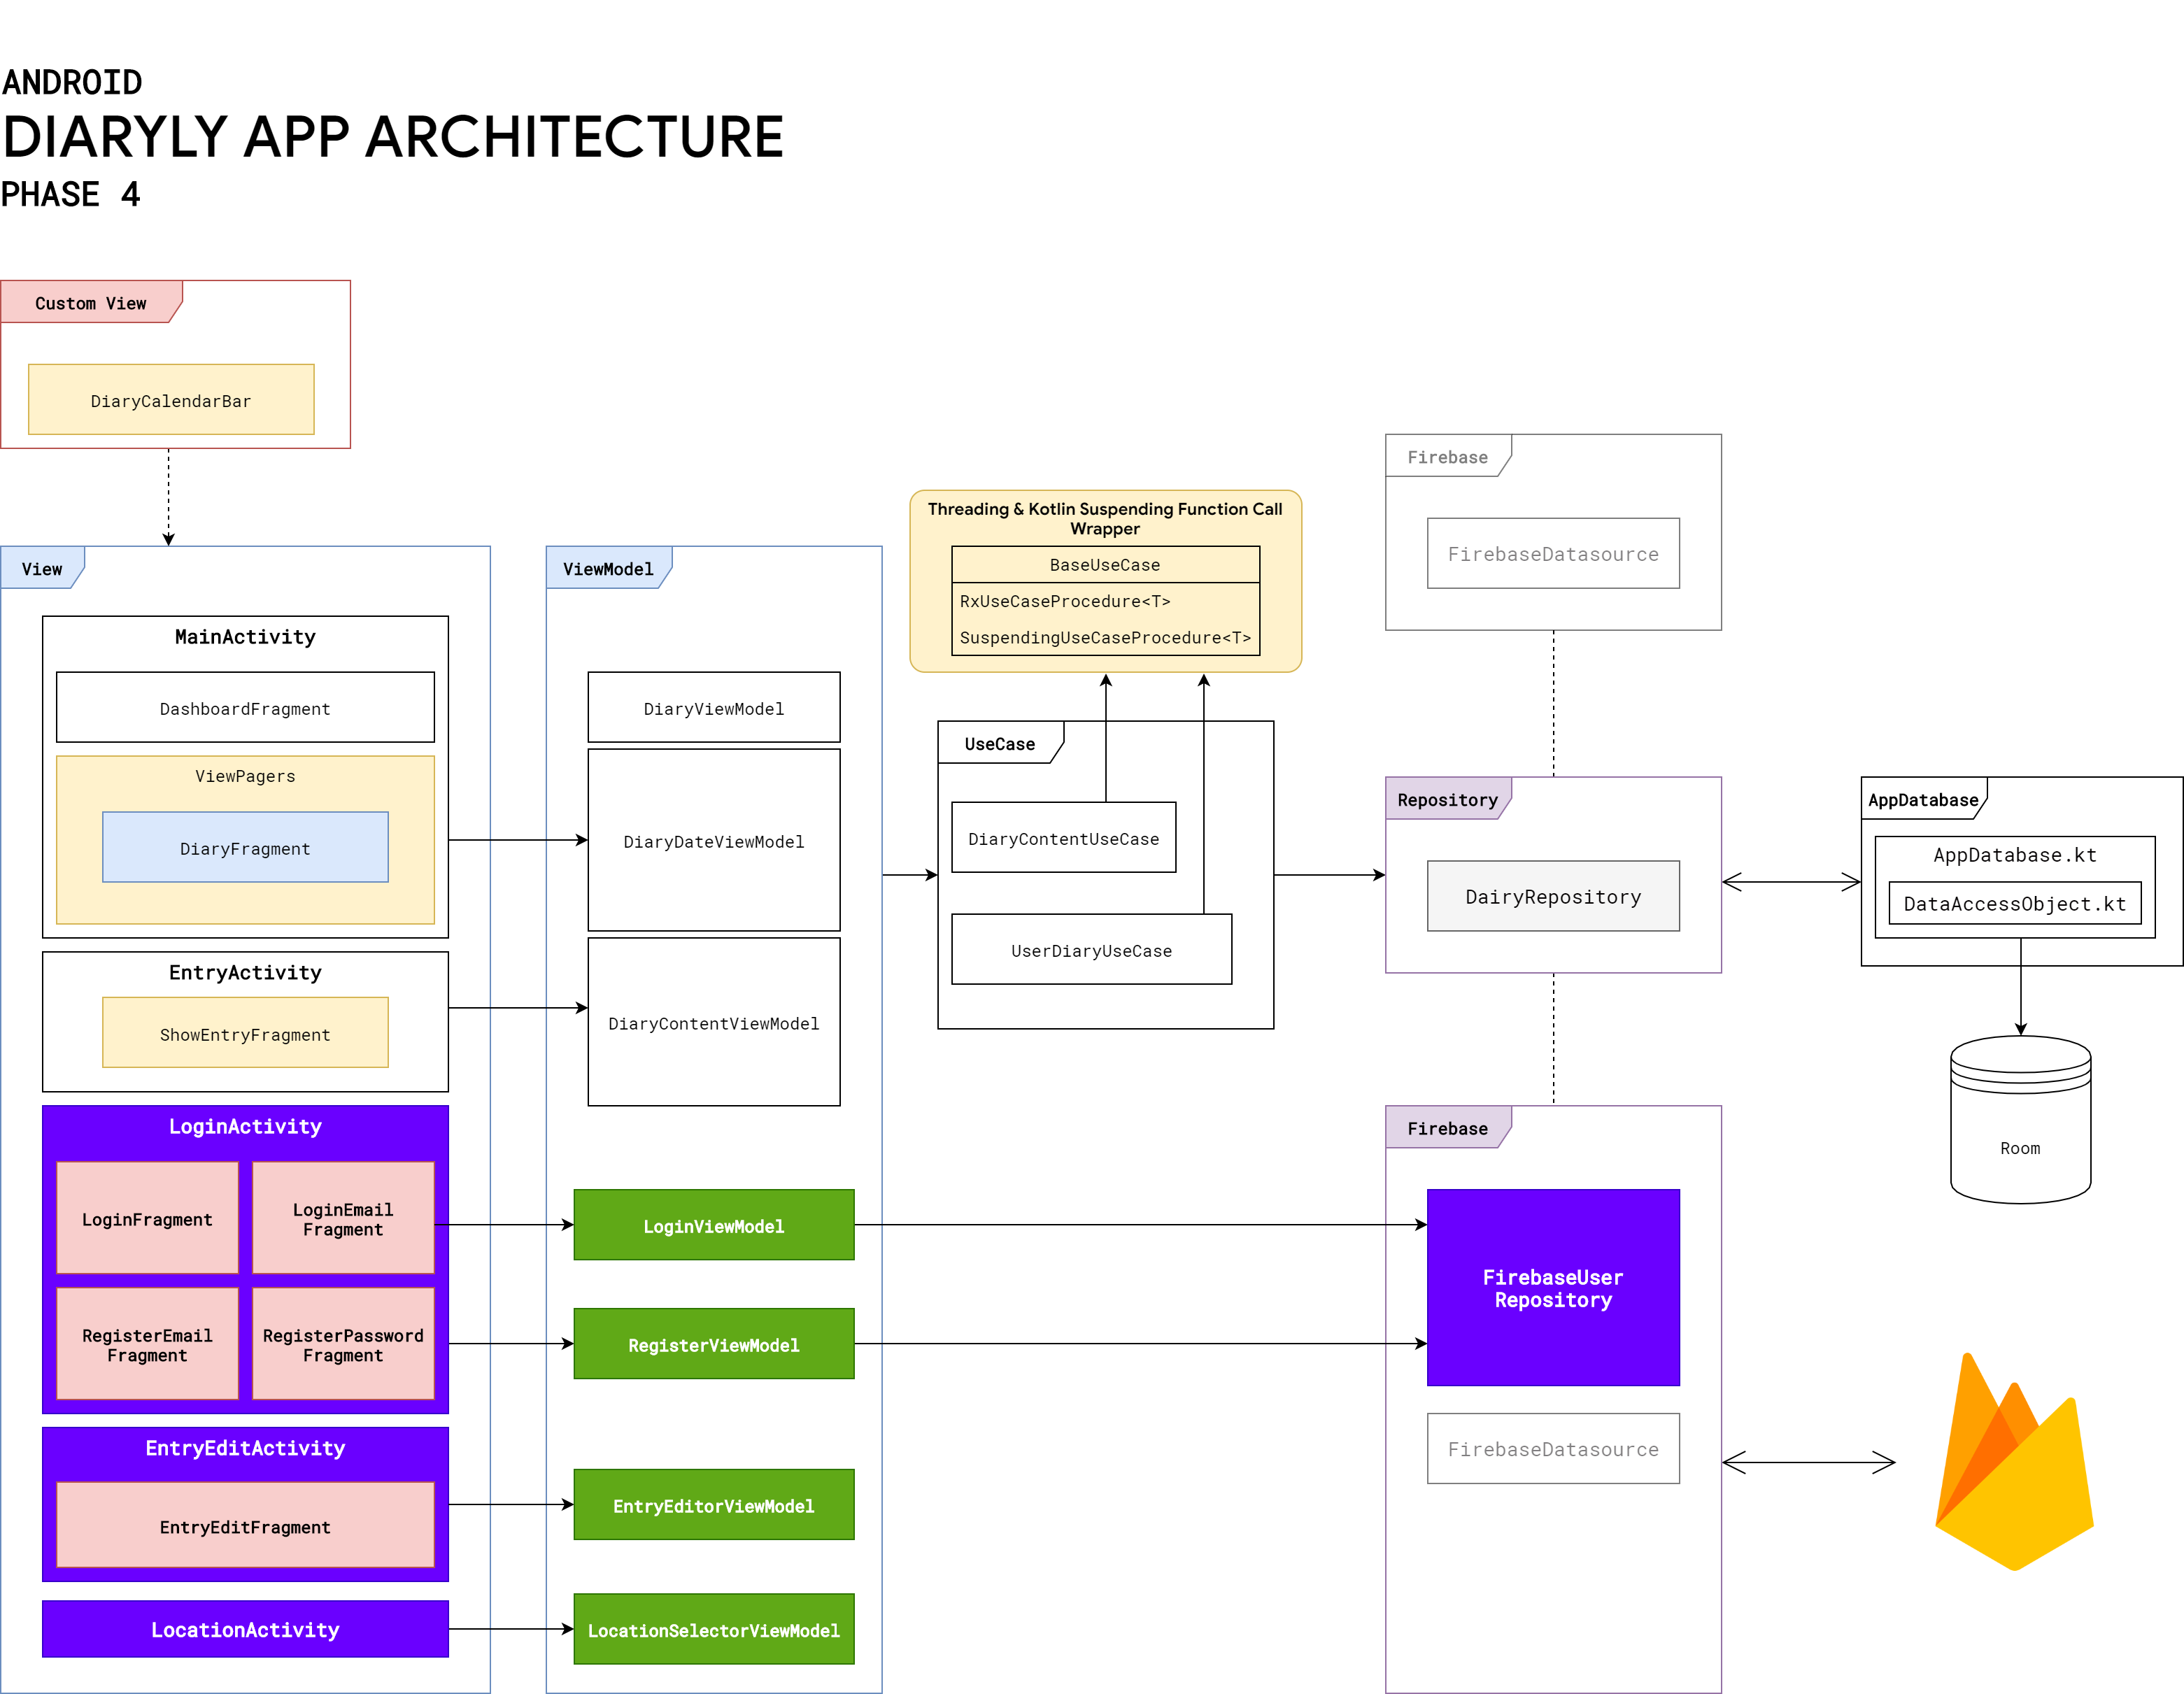 ANDROID
DIARYLY APP ARCHITECTURE
PHASE 4
Custom View
DiaryCalendarBar
View
MainActivity
DashboardFragment
ViewPagers
DiaryFragment
EntryActivity
ShowEntryFragment
LoginActivity
LoginFragment
LoginEmail
Fragment
RegisterEmail
Fragment
RegisterPassword
Fragment
EntryEditActivity
EntryEditFragment
LocationActivity
ViewModel
DiaryViewModel
DiaryDateViewModel
DiaryContentViewModel
LoginViewModel
RegisterViewModel
EntryEditorViewModel
LocationSelectorViewModel
Threading & Kotlin Suspending Function Call
Wrapper
BaseUseCase
RxUseCaseProcedure<T>
SuspendingUseCaseProcedure<T>
UseCase
DiaryContentUseCase
UserDiaryUseCase
Firebase
FirebaseDatasource
Repository
DairyRepository
Firebase
FirebaseUser
Repository
FirebaseDatasource
AppDatabase
AppDatabase.kt
DataAccessObject.kt
Room